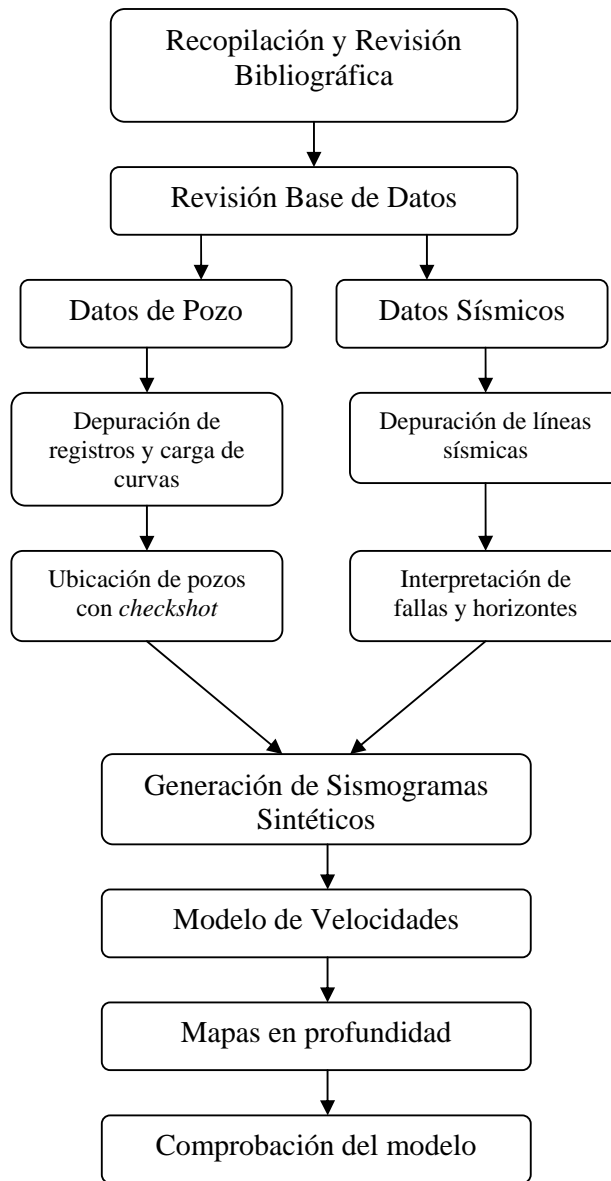 Recopilación y Revisión
Bibliográfica
Revisión Base de Datos
Datos de Pozo
Datos Sísmicos
Depuración de
registros y carga de
curvas
Depuración de líneas
sísmicas
Ubicación de pozos
con checkshot
Interpretación de
fallas y horizontes
Generación de Sismogramas
Sintéticos
Modelo de Velocidades
Mapas en profundidad
Comprobación del modelo